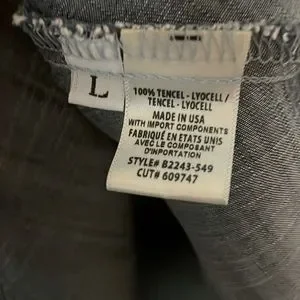 L
100% TENCEL - LYOCELL /
TENCEL - LYOCELL
MADE IN USA
WITH IMPORT COMPONENTS
FABRIQUÉ EN ETATS UNIS
AVEC LE COMPOSANT
D'INPORTATION
STYLE# B2243-549
CUT# 609747